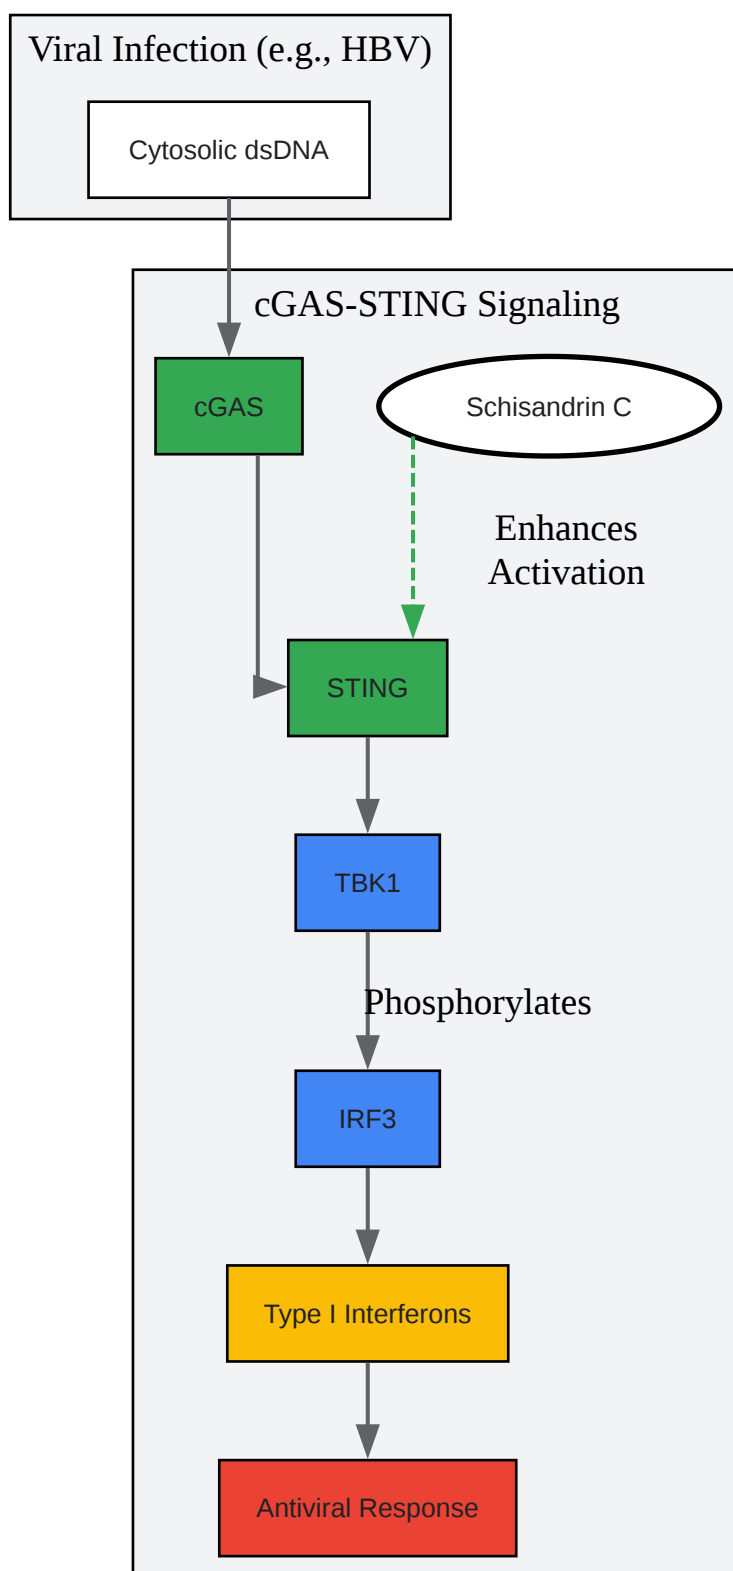 Viral Infection (e.g., HBV)
Cytosolic dsDNA
cGAS-STING Signaling
cGAS
Schisandrin C
Enhances
Activation
STING
TBK1
Phosphorylates
IRF3
Type I Interferons
Antiviral Response